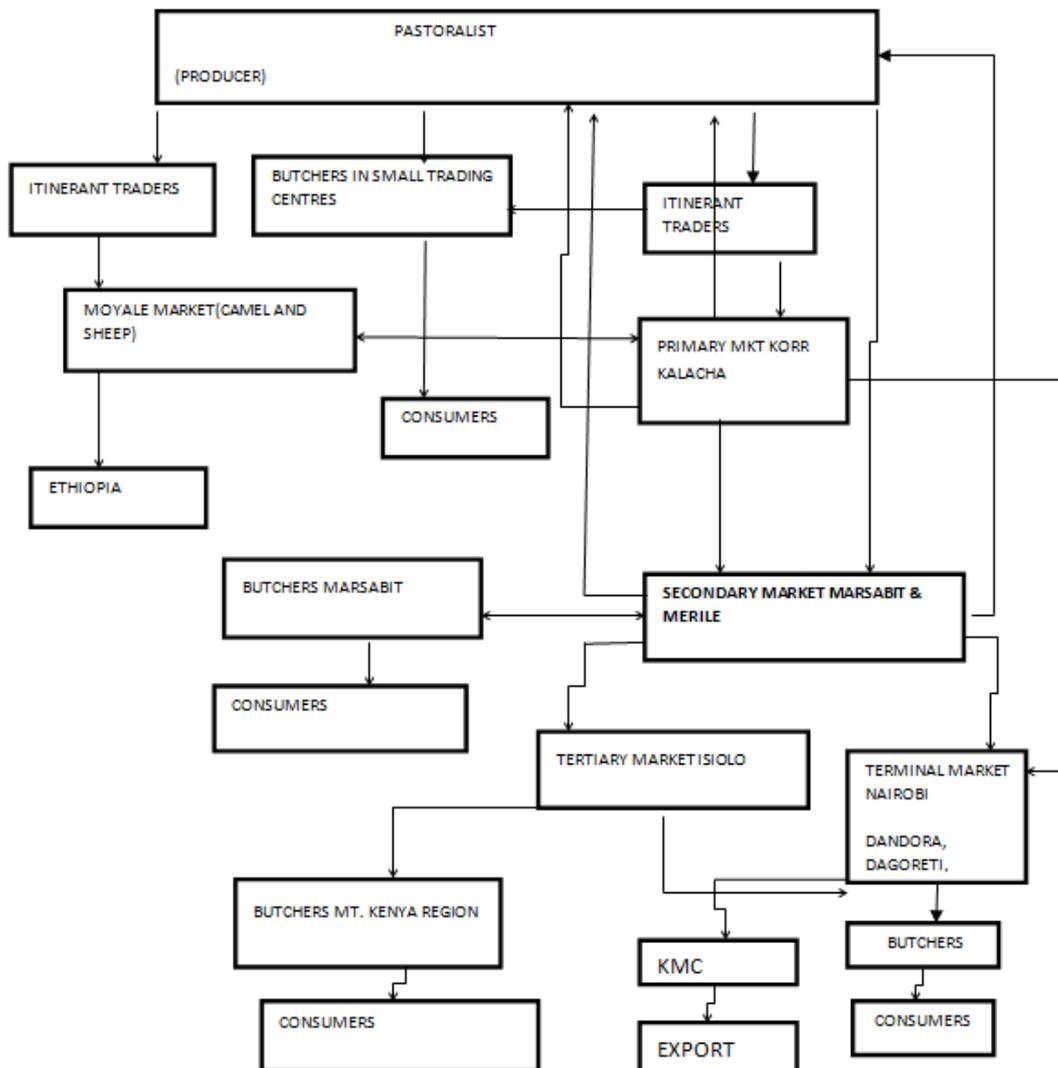 PASTORALIST
(PRODUCER)
ITINERANT TRADERS
BUTCHERS IN SMALL TRADING
CENTRES
ITINERANT
TRADERS
MOYALE MARKET(CAMEL AND
SHEEP)
PRIMARY MKT KORR
KALACHA
CONSUMERS
ETHIOPIA
BUTCHERS MARSABIT
SECONDARY MARKET MARSABIT &
MERILE
CONSUMERS
TERTIARY MARKET ISIOLO
TERMINAL MARKET
NAIROBI
DANDORA,
DAGORETI,
BUTCHERS MT. KENYA REGION
KMC
BUTCHERS
CONSUMERS
EXPORT
CONSUMERS